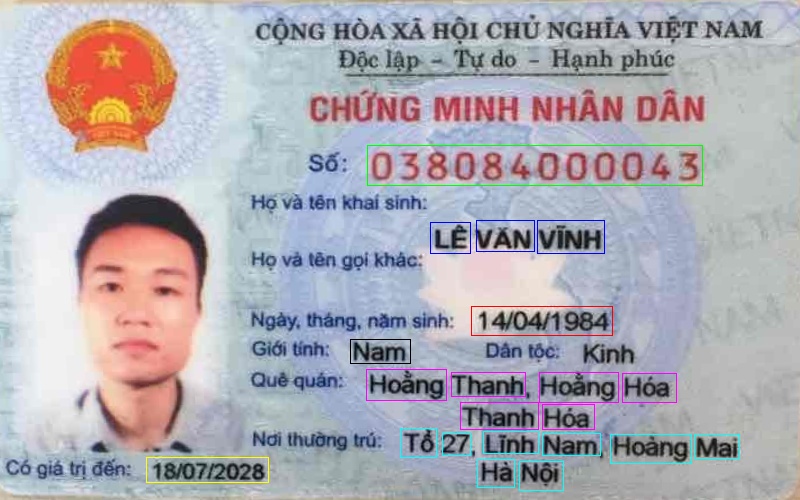 CỘNG HÒA XÃ HỘI CHỦ NGHĨA VIỆT NAM
Độc lập - Tự do - Hạnh phúc
CHỨNG MINH NHÂN DÂN
Số: 038084000043
Họ và tên khai sinh:
LÊ VĂN VĨNH
Họ và tên gọi khác:
Ngày, tháng, năm sinh: 14/04/1984
Giới tính: Nam Dân tộc: Kinh
Quê quán: Hoằng Thanh, Hoằng Hóa
Thanh Hóa
Nơi thường trú: Tổ 27, Lĩnh Nam, Hoàng Mai
Hà Nội
Có giá trị đến: 18/07/2028